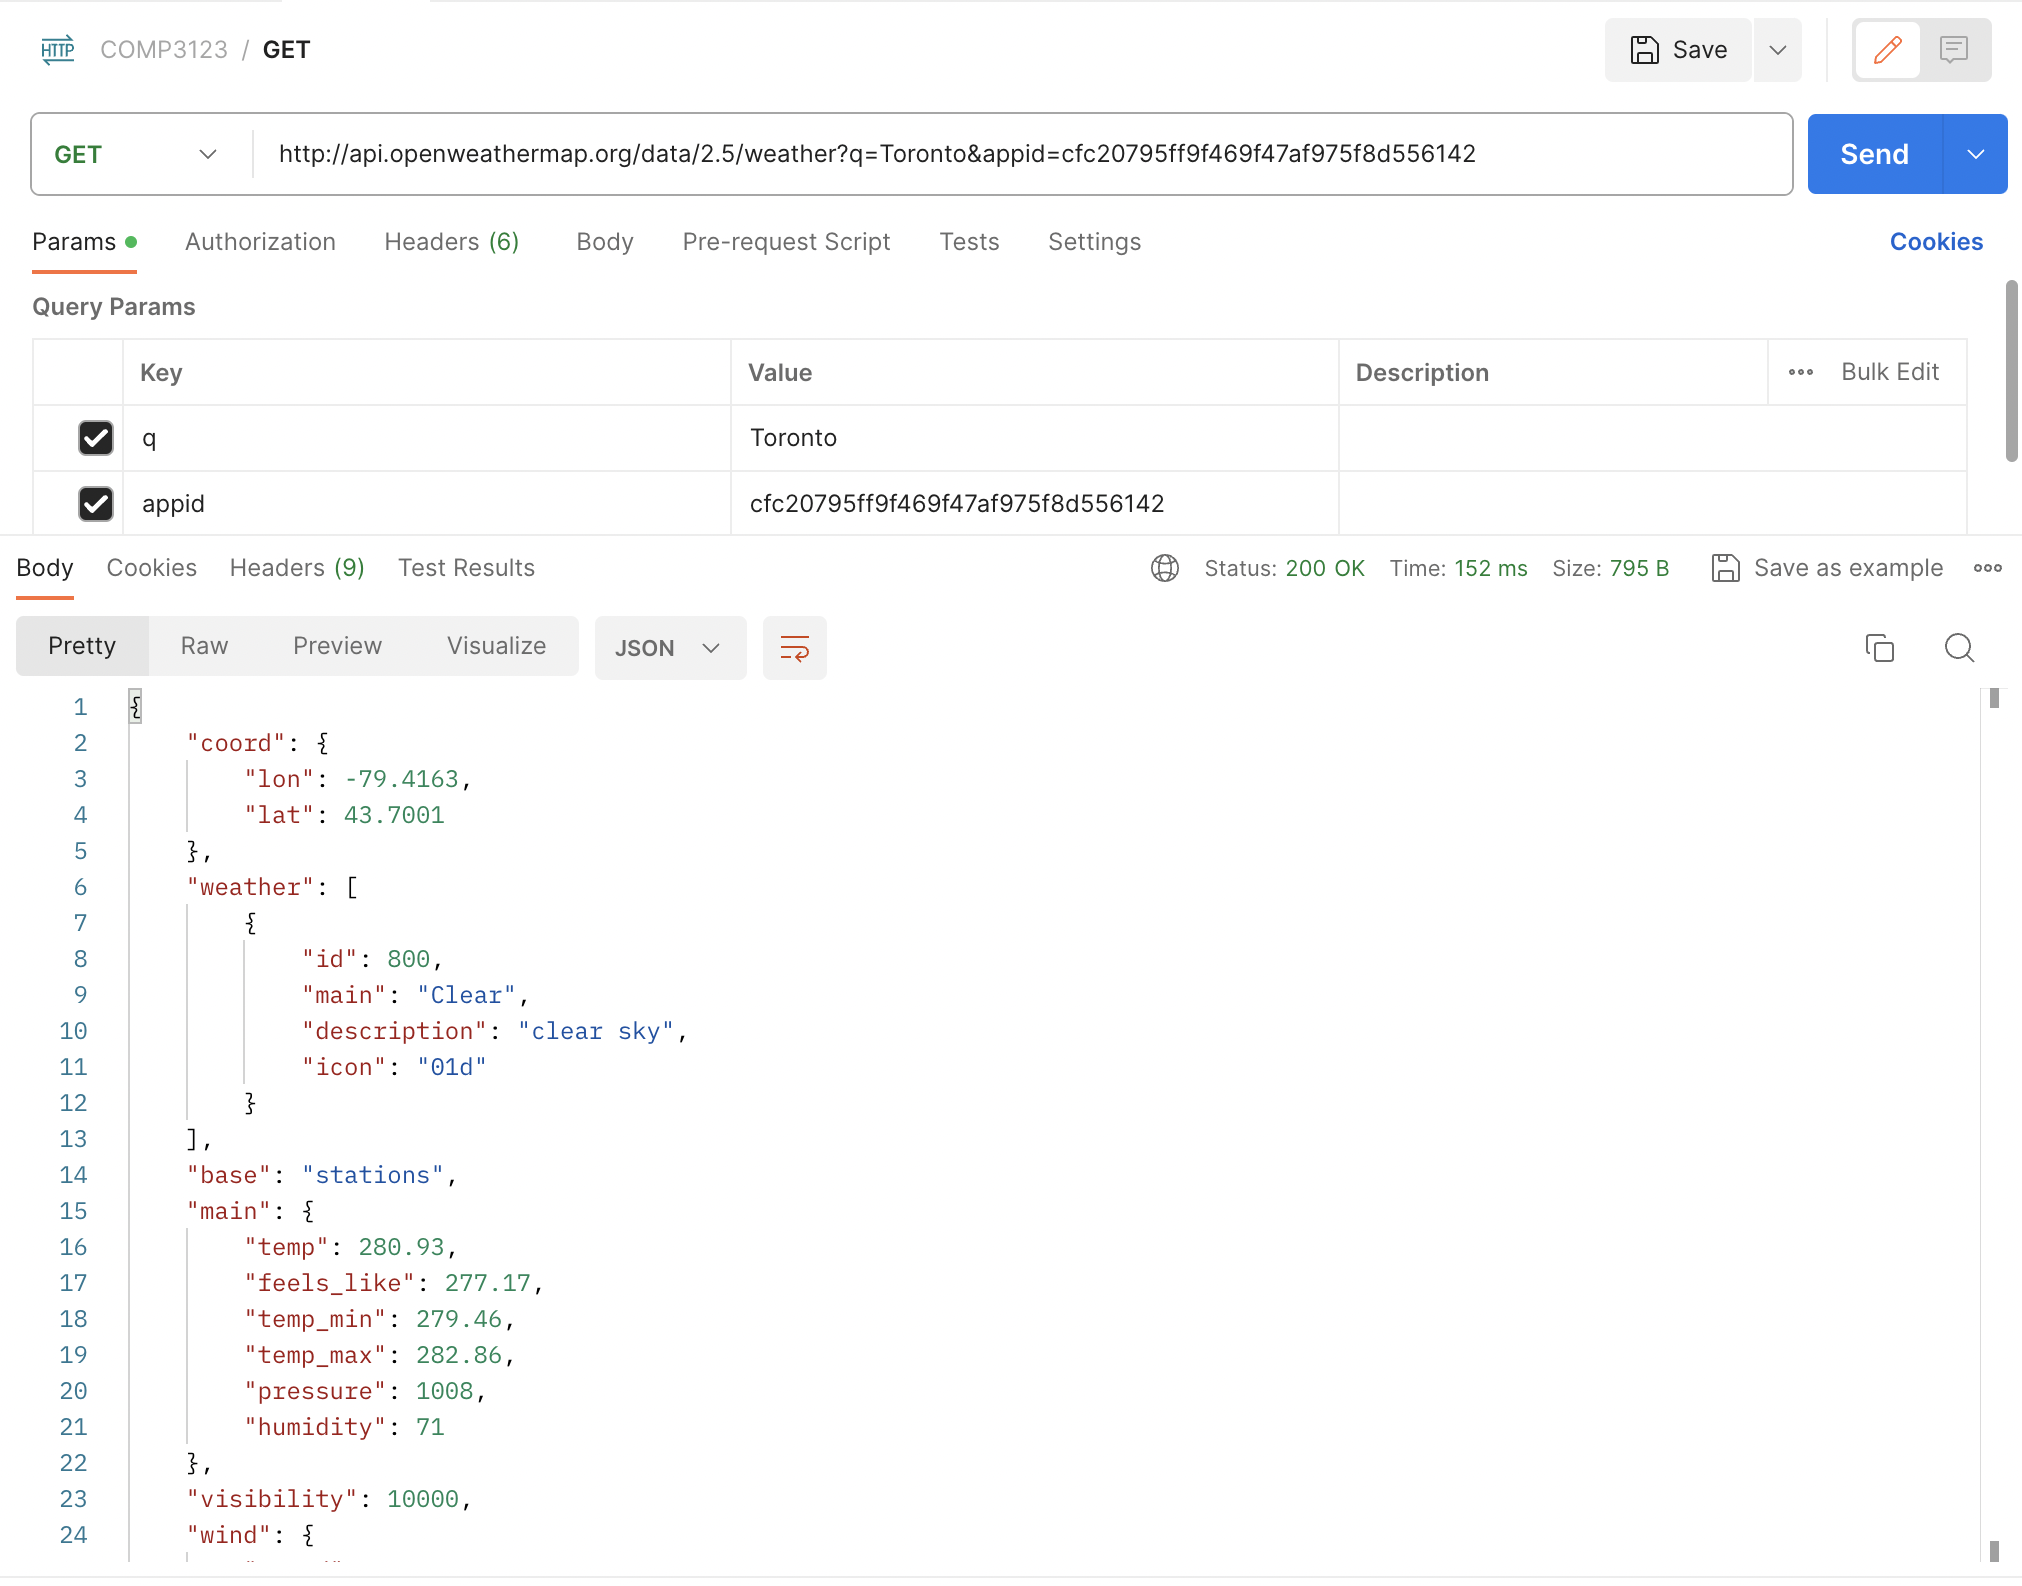 HTTP COMP3123 / GET Save
GET http://api.openweathermap.org/data/2.5/weather?q=Toronto&appid=cfc20795ff9f469f47af975f8d556142 Send
Params Authorization Headers (6) Body Pre-request Script Tests Settings Cookies
Query Params
Key Value Description Bulk Edit
q Toronto
appid cfc20795ff9f469f47af975f8d556142
Body Cookies Headers (9) Test Results Status: 200 OK Time: 152 ms Size: 795 B Save as example
Pretty Raw Preview Visualize JSON
1 {
2 "coord": {
3 "lon": -79.4163,
4 "lat": 43.7001
5 },
6 "weather": [
7 {
8 "id": 800,
9 "main": "Clear",
10 "description": "clear sky",
11 "icon": "01d"
12 }
13 ],
14 "base": "stations",
15 "main": {
16 "temp": 280.93,
17 "feels_like": 277.17,
18 "temp_min": 279.46,
19 "temp_max": 282.86,
20 "pressure": 1008,
21 "humidity": 71
22 },
23 "visibility": 10000,
24 "wind": {